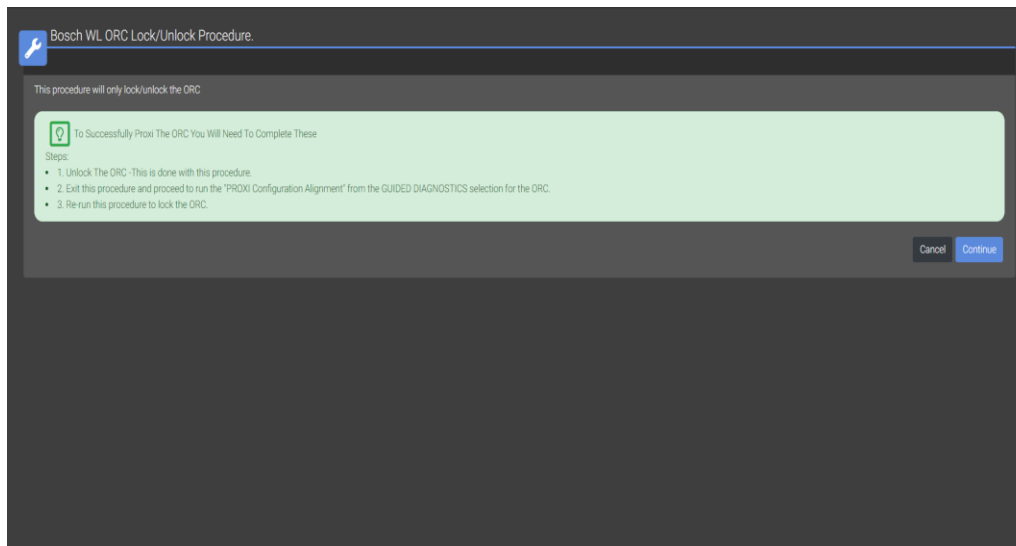 Bosch WL ORC Lock/Unlock Procedure.
This procedure will only lock/unlock the ORC
To Successfully Proxi The ORC You Will Need To Complete These
Steps:
• 1. Unlock The ORC -This is done with this procedure.
• 2. Exit this procedure and proceed to run the "PROXI Configuration Alignment" from the GUIDED DIAGNOSTICS selection for the ORC.
• 3. Re-run this procedure to lock the ORC.
Cancel Continue